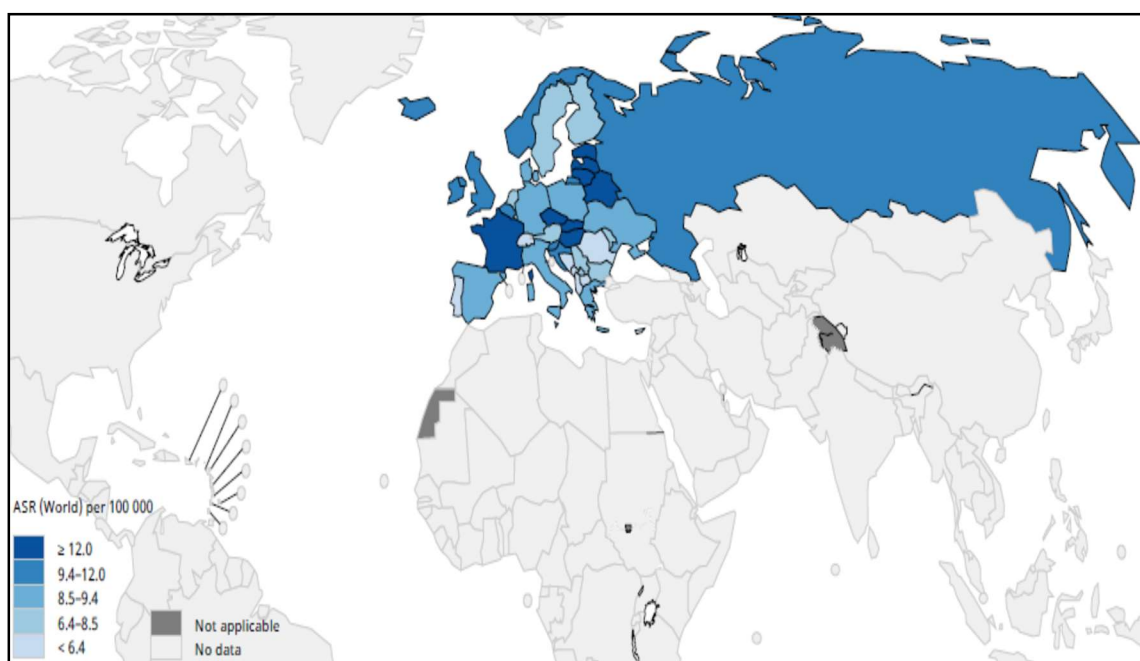 ASR (World) per 100 000
≥ 12.0
9.4–12.0
8.5–9.4
6.4–8.5
< 6.4
Not applicable
No data